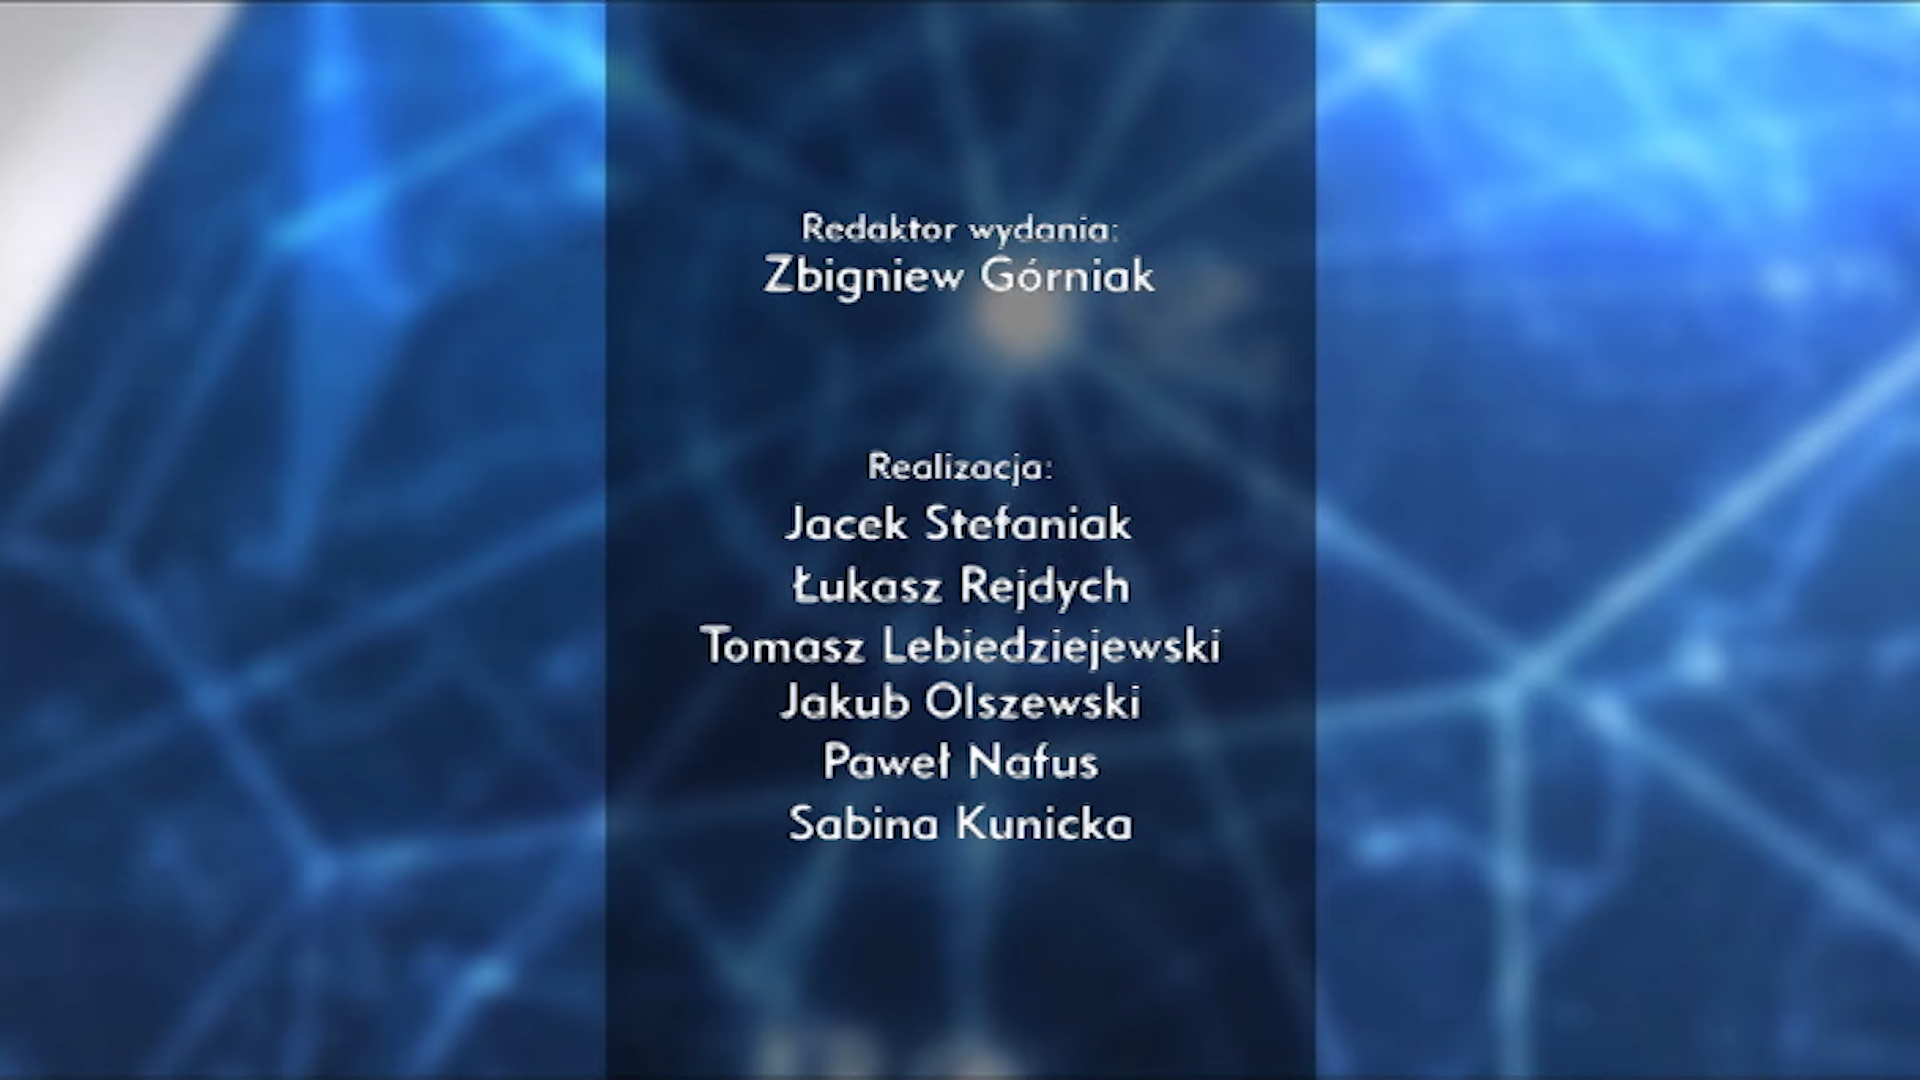 Redaktor wydania:
Zbigniew Górniak
Realizacja:
Jacek Stefaniak
Łukasz Rejdych
Tomasz Lebiedziejewski
Jakub Olszewski
Paweł Nafus
Sabina Kunicka